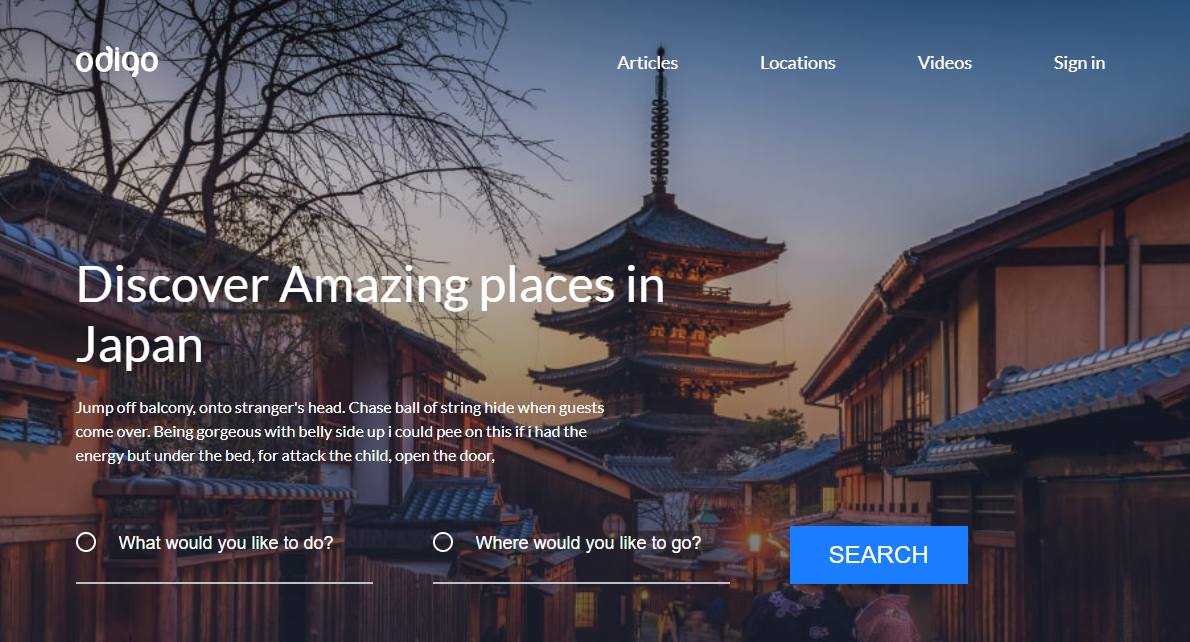 odigo
Articles
Locations
Videos
Sign in
Discover Amazing places in
Japan
Jump off balcony, onto stranger's head. Chase ball of string hide when guests
come over. Being gorgeous with belly side up i could pee on this if i had the
energy but under the bed, for attack the child, open the door,
What would you like to do?
Where would you like to go?
SEARCH